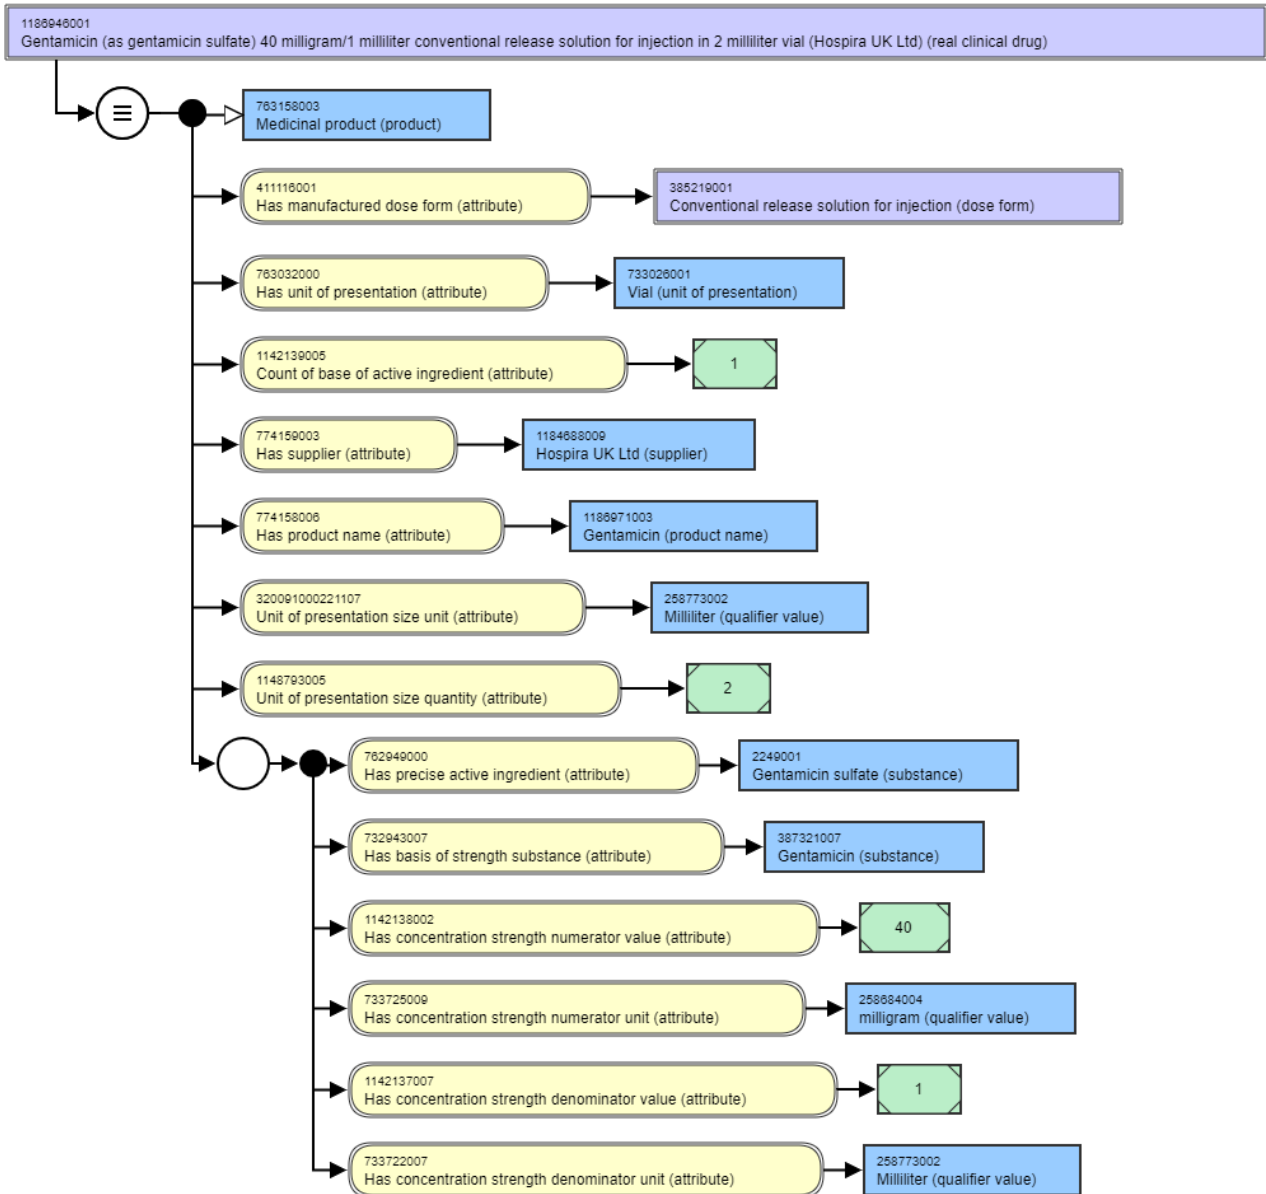 1186946001
Gentamicin (as gentamicin sulfate) 40 milligram/1 milliliter conventional release solution for injection in 2 milliliter vial (Hospira UK Ltd) (real clinical drug)
763158003
Medicinal product (product)
411116001
Has manufactured dose form (attribute)
385219001
Conventional release solution for injection (dose form)
763032000
Has unit of presentation (attribute)
733026001
Vial (unit of presentation)
1142139005
Count of base of active ingredient (attribute)
1
774159003
Has supplier (attribute)
1184688009
Hospira UK Ltd (supplier)
774158006
Has product name (attribute)
1186971003
Gentamicin (product name)
320091000221107
Unit of presentation size unit (attribute)
258773002
Milliliter (qualifier value)
1148793005
Unit of presentation size quantity (attribute)
2
762949000
Has precise active ingredient (attribute)
2249001
Gentamicin sulfate (substance)
732943007
Has basis of strength substance (attribute)
387321007
Gentamicin (substance)
1142138002
Has concentration strength numerator value (attribute)
40
733725009
Has concentration strength numerator unit (attribute)
258684004
milligram (qualifier value)
1142137007
Has concentration strength denominator value (attribute)
1
733722007
Has concentration strength denominator unit (attribute)
258773002
Milliliter (qualifier value)